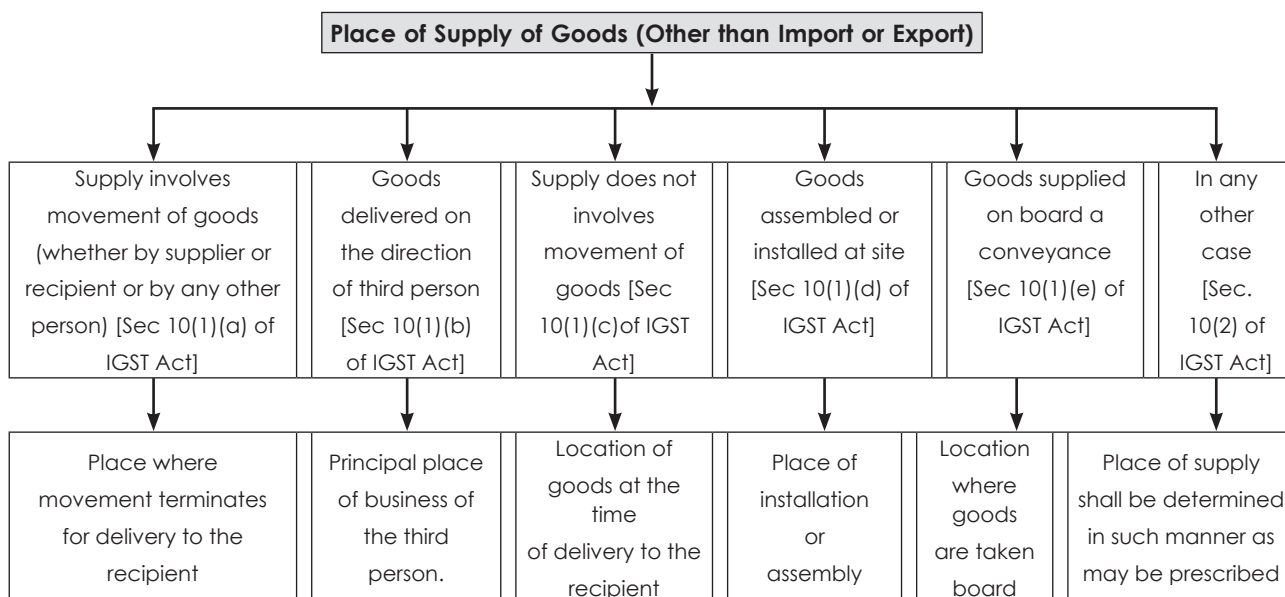 Place of Supply of Goods (Other than Import or Export)
Supply involves
movement of goods
(whether by supplier or
recipient or by any other
person) [Sec 10(1)(a) of
IGST Act]
Goods
delivered on
the direction
of third person
[Sec 10(1)(b)
of IGST Act]
Supply does not
involves
movement of
goods [Sec
10(1)(c)of IGST
Act]
Goods
assembled or
installed at site
[Sec 10(1)(d) of
IGST Act]
Goods supplied
on board a
conveyance
[Sec 10(1)(e) of
IGST Act]
In any
other
case
[Sec.
10(2) of
IGST Act]
Place where
movement terminates
for delivery to the
recipient
Principal place
of business of
the third
person.
Location of
goods at the
time
of delivery to the
recipient
Place of
installation
or
assembly
Location
where
goods
are taken
board
Place of supply
shall be determined
in such manner as
may be prescribed